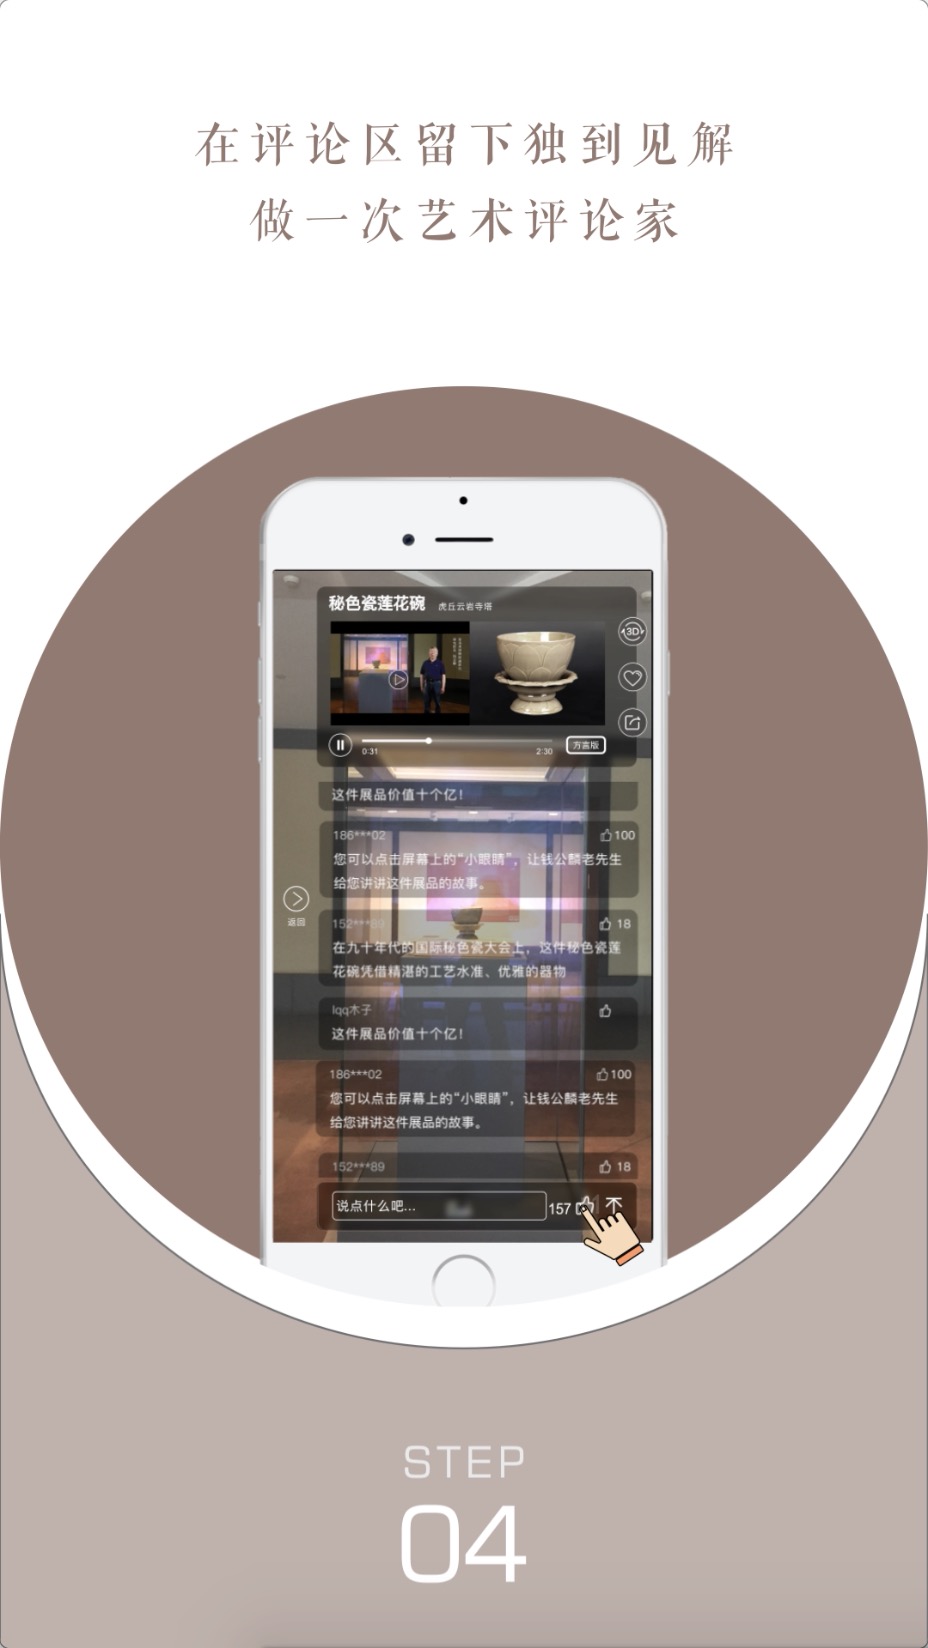 在评论区留下独到见解
做一次艺术评论家
秘色瓷莲花碗 虎丘云岩寺塔
3D
0:31 2:30 方言版
这件展品价值十个亿！
186***02 100
您可以点击屏幕上的“小眼睛”，让钱公麟老先生
给您讲讲这件展品的故事。
返回
152***89 18
在九十年代的国际秘色瓷大会上，这件秘色瓷莲
花碗凭借精湛的工艺水准、优雅的器物
lqq木子
这件展品价值十个亿！
186***02 100
您可以点击屏幕上的“小眼睛”，让钱公麟老先生
给您讲讲这件展品的故事。
152***89 18
说点什么吧... 157
STEP
04